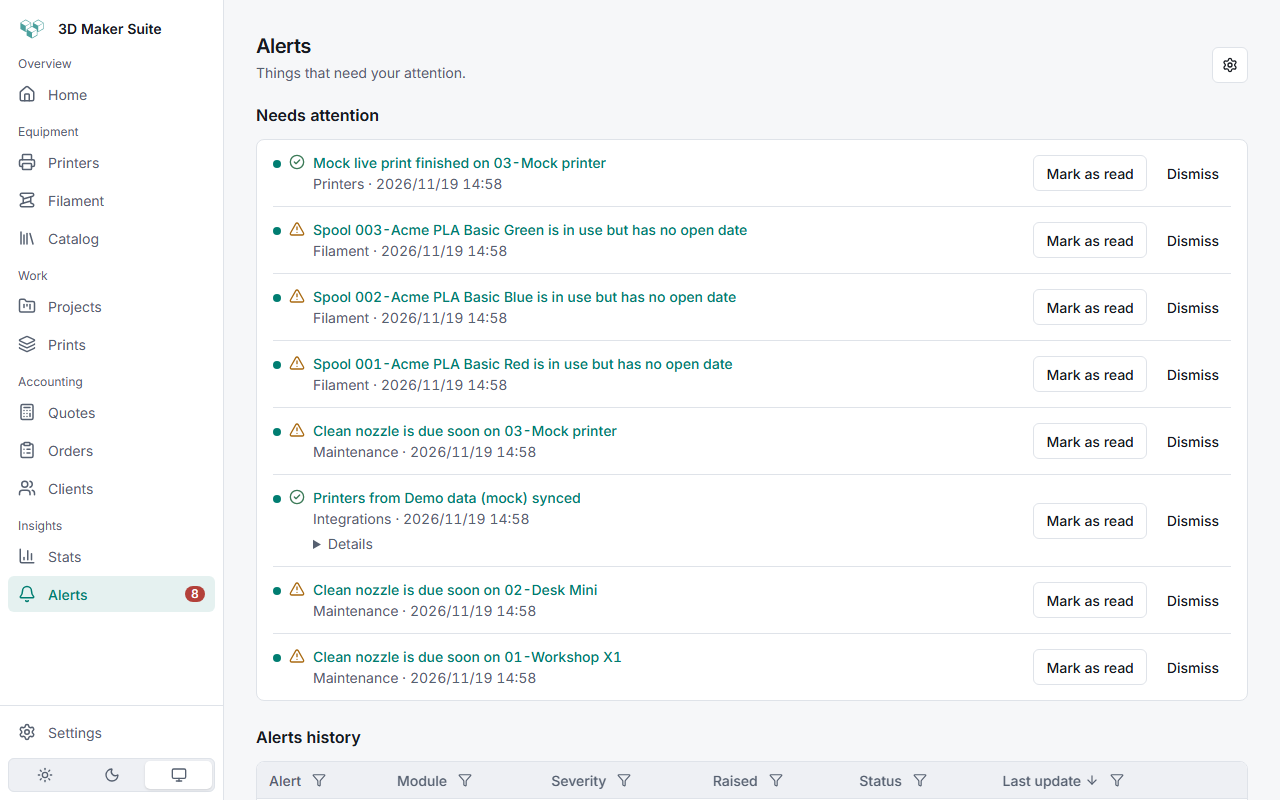 3D Maker Suite
Overview
Home
Equipment
Printers
Filament
Catalog
Work
Projects
Prints
Accounting
Quotes
Orders
Clients
Insights
Stats
Alerts 8
Settings
Alerts
Things that need your attention.
Needs attention
Mock live print finished on 03-Mock printer
Printers · 2026/11/19 14:58
Mark as read Dismiss
Spool 003-Acme PLA Basic Green is in use but has no open date
Filament · 2026/11/19 14:58
Mark as read Dismiss
Spool 002-Acme PLA Basic Blue is in use but has no open date
Filament · 2026/11/19 14:58
Mark as read Dismiss
Spool 001-Acme PLA Basic Red is in use but has no open date
Filament · 2026/11/19 14:58
Mark as read Dismiss
Clean nozzle is due soon on 03-Mock printer
Maintenance · 2026/11/19 14:58
Mark as read Dismiss
Printers from Demo data (mock) synced
Integrations · 2026/11/19 14:58
Details
Mark as read Dismiss
Clean nozzle is due soon on 02-Desk Mini
Maintenance · 2026/11/19 14:58
Mark as read Dismiss
Clean nozzle is due soon on 01-Workshop X1
Maintenance · 2026/11/19 14:58
Mark as read Dismiss
Alerts history
Alert Module Severity Raised Status Last update